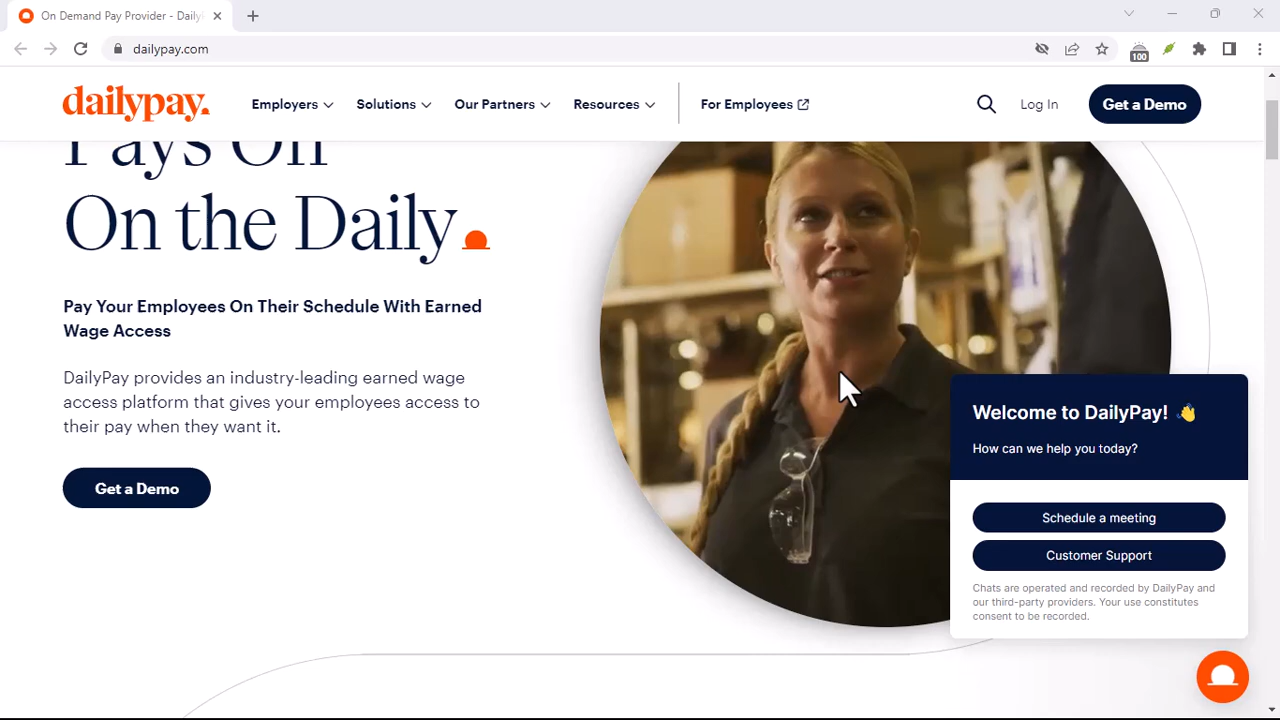 On Demand Pay Provider - Daily
dailypay.com
100
dailypay.
Employers
Solutions
Our Partners
Resources
For Employees
Log In
Get a Demo
Pays On
On the Daily
Pay Your Employees On Their Schedule With Earned
Wage Access
DailyPay provides an industry-leading earned wage
access platform that gives your employees access to
their pay when they want it.
Get a Demo
Welcome to DailyPay! 👋
How can we help you today?
Schedule a meeting
Customer Support
Chats are operated and recorded by DailyPay and
our third-party providers. Your use constitutes
consent to be recorded.